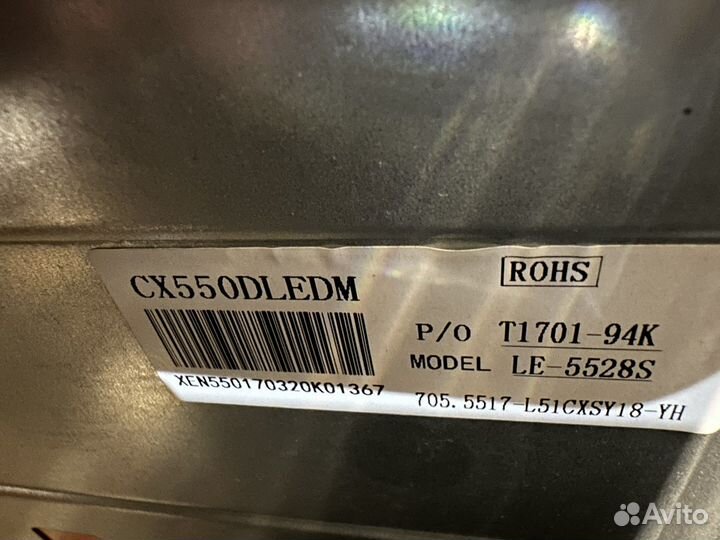 CX550DLEDM
ROHS
P/O T1701-94K
MODEL LE-5528S
XEN550170320K01367
705.5517-L51CXSY18-YH
Avito